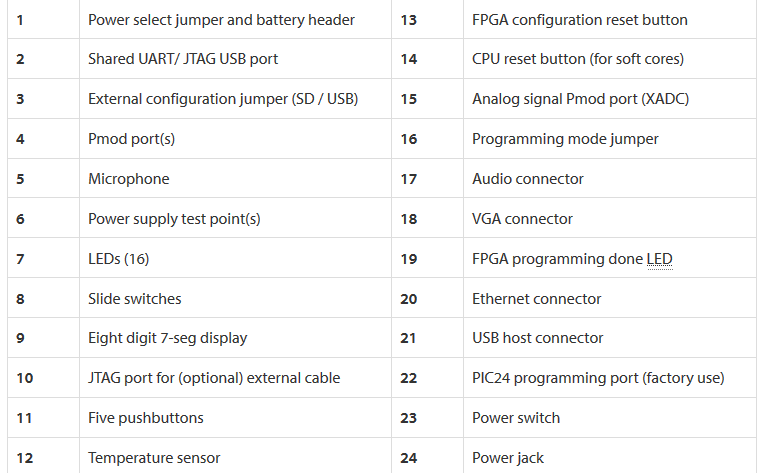 1 Power select jumper and battery header 13 FPGA configuration reset button
2 Shared UART/ JTAG USB port 14 CPU reset button (for soft cores)
3 External configuration jumper (SD / USB) 15 Analog signal Pmod port (XADC)
4 Pmod port(s) 16 Programming mode jumper
5 Microphone 17 Audio connector
6 Power supply test point(s) 18 VGA connector
7 LEDs (16) 19 FPGA programming done LED
8 Slide switches 20 Ethernet connector
9 Eight digit 7-seg display 21 USB host connector
10 JTAG port for (optional) external cable 22 PIC24 programming port (factory use)
11 Five pushbuttons 23 Power switch
12 Temperature sensor 24 Power jack